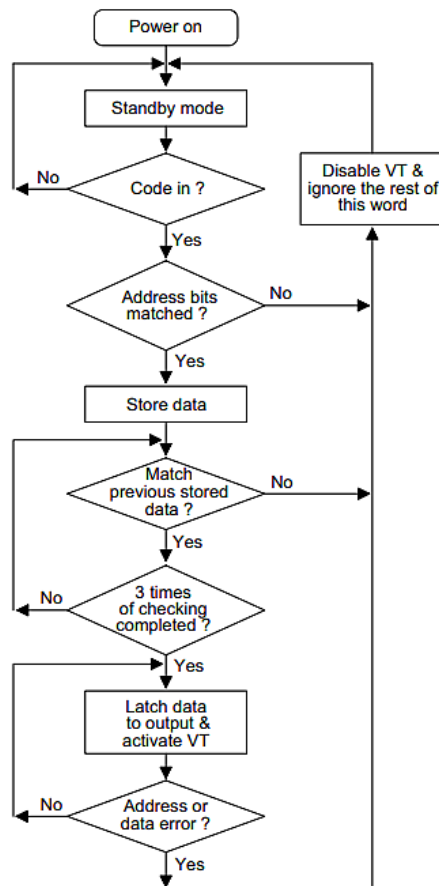 Power on
Standby mode
Code in ?
No
Yes
Disable VT &
ignore the rest of
this word
Address bits
matched ?
No
Yes
Store data
Match
previous stored
data ?
No
Yes
3 times
of checking
completed ?
No
Yes
Latch data
to output &
activate VT
Address or
data error ?
No
Yes